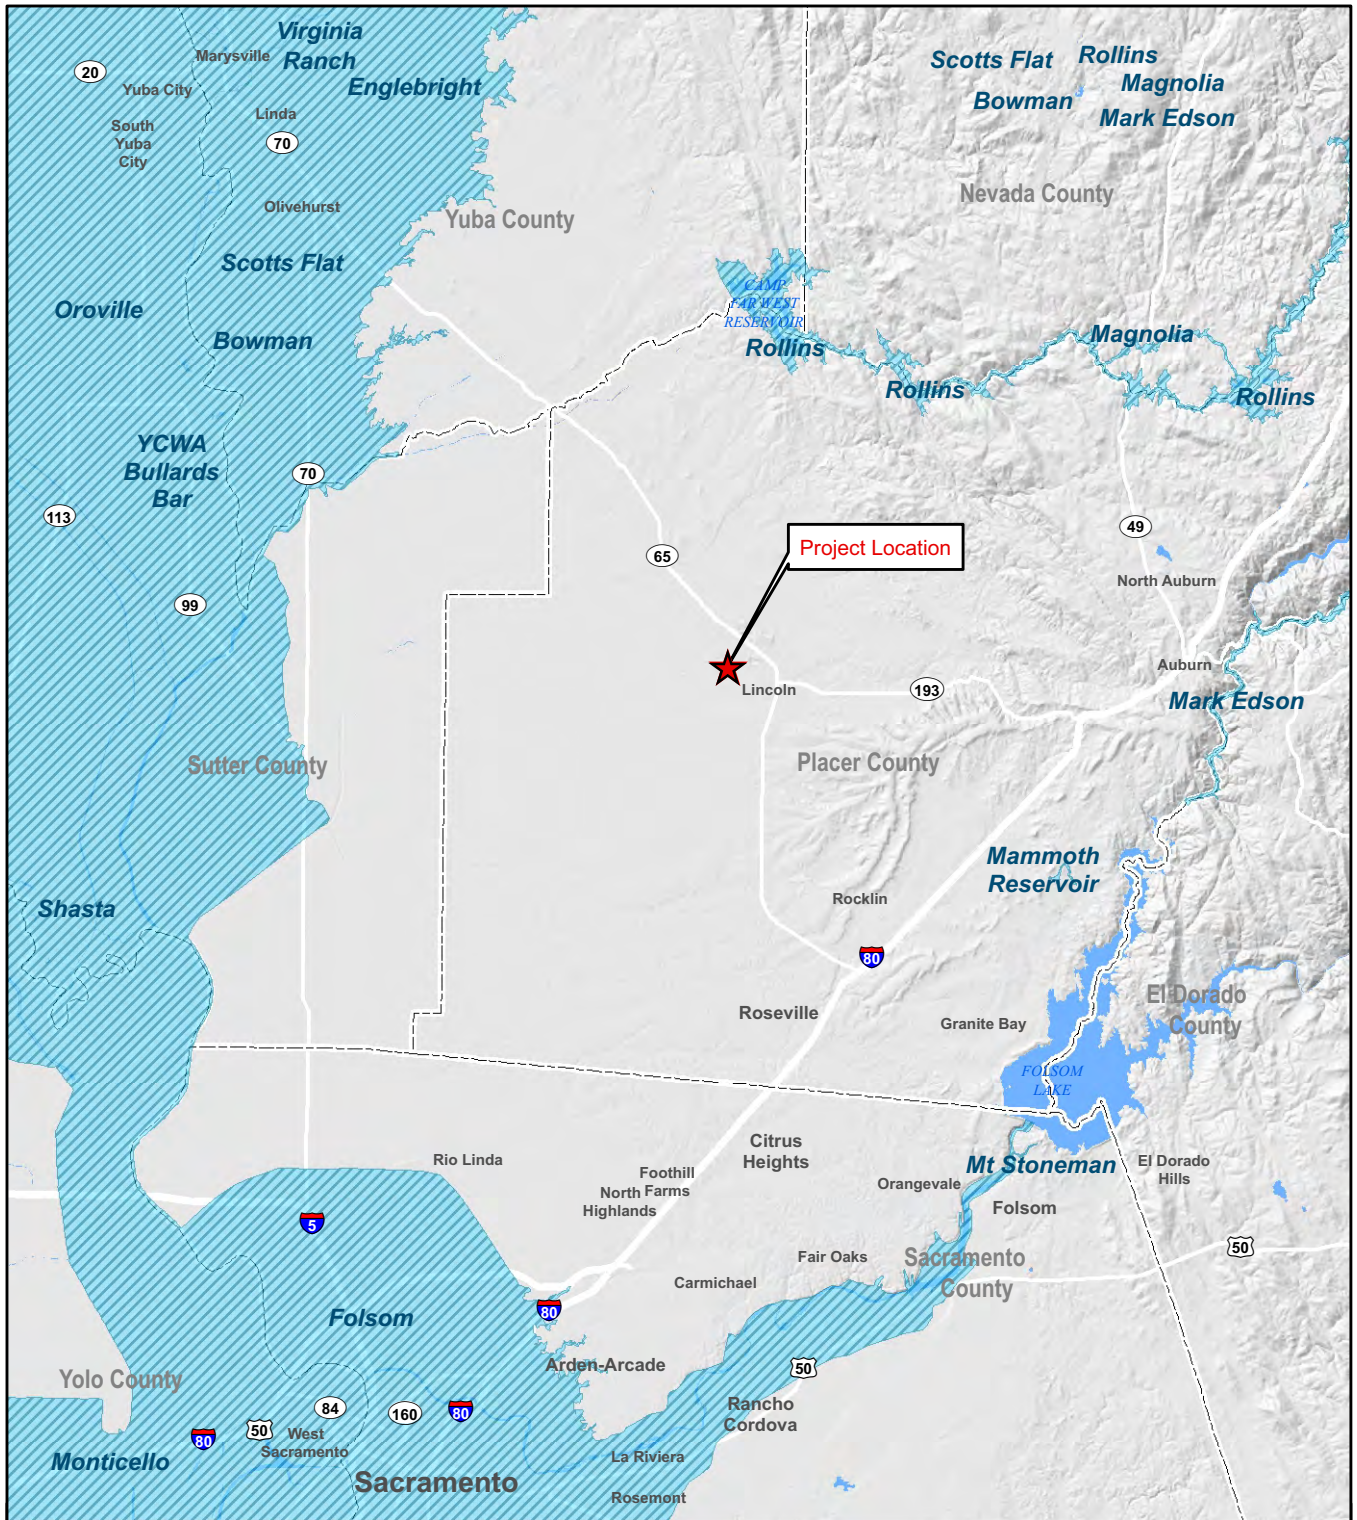 Virginia
Ranch
Marysville
20
Yuba City
Englebright
Linda
South
Yuba
City
70
Olivehurst
Yuba County
Scotts Flat
Rollins
Magnolia
Bowman
Mark Edson
Nevada County
Scotts Flat
Oroville
Bowman
CAMP
FAR WEST
RESERVOIR
Rollins
Magnolia
Rollins
Rollins
YCWA
Bullards
Bar
70
113
99
65
Project Location
49
North Auburn
Auburn
Lincoln
193
Mark Edson
Sutter County
Placer County
Mammoth
Reservoir
Rocklin
Shasta
80
Roseville
Granite Bay
El Dorado
County
FOLSOM
LAKE
Rio Linda
Citrus
Heights
Foothill
Farms
North
Highlands
Mt Stoneman
El Dorado
Hills
Orangevale
Folsom
5
Fair Oaks
Sacramento
County
50
Carmichael
Folsom
80
Arden-Arcade
50
Yolo County
84
160
80
Rancho
Cordova
80
50
West
Sacramento
Monticello
La Riviera
Sacramento
Rosemont